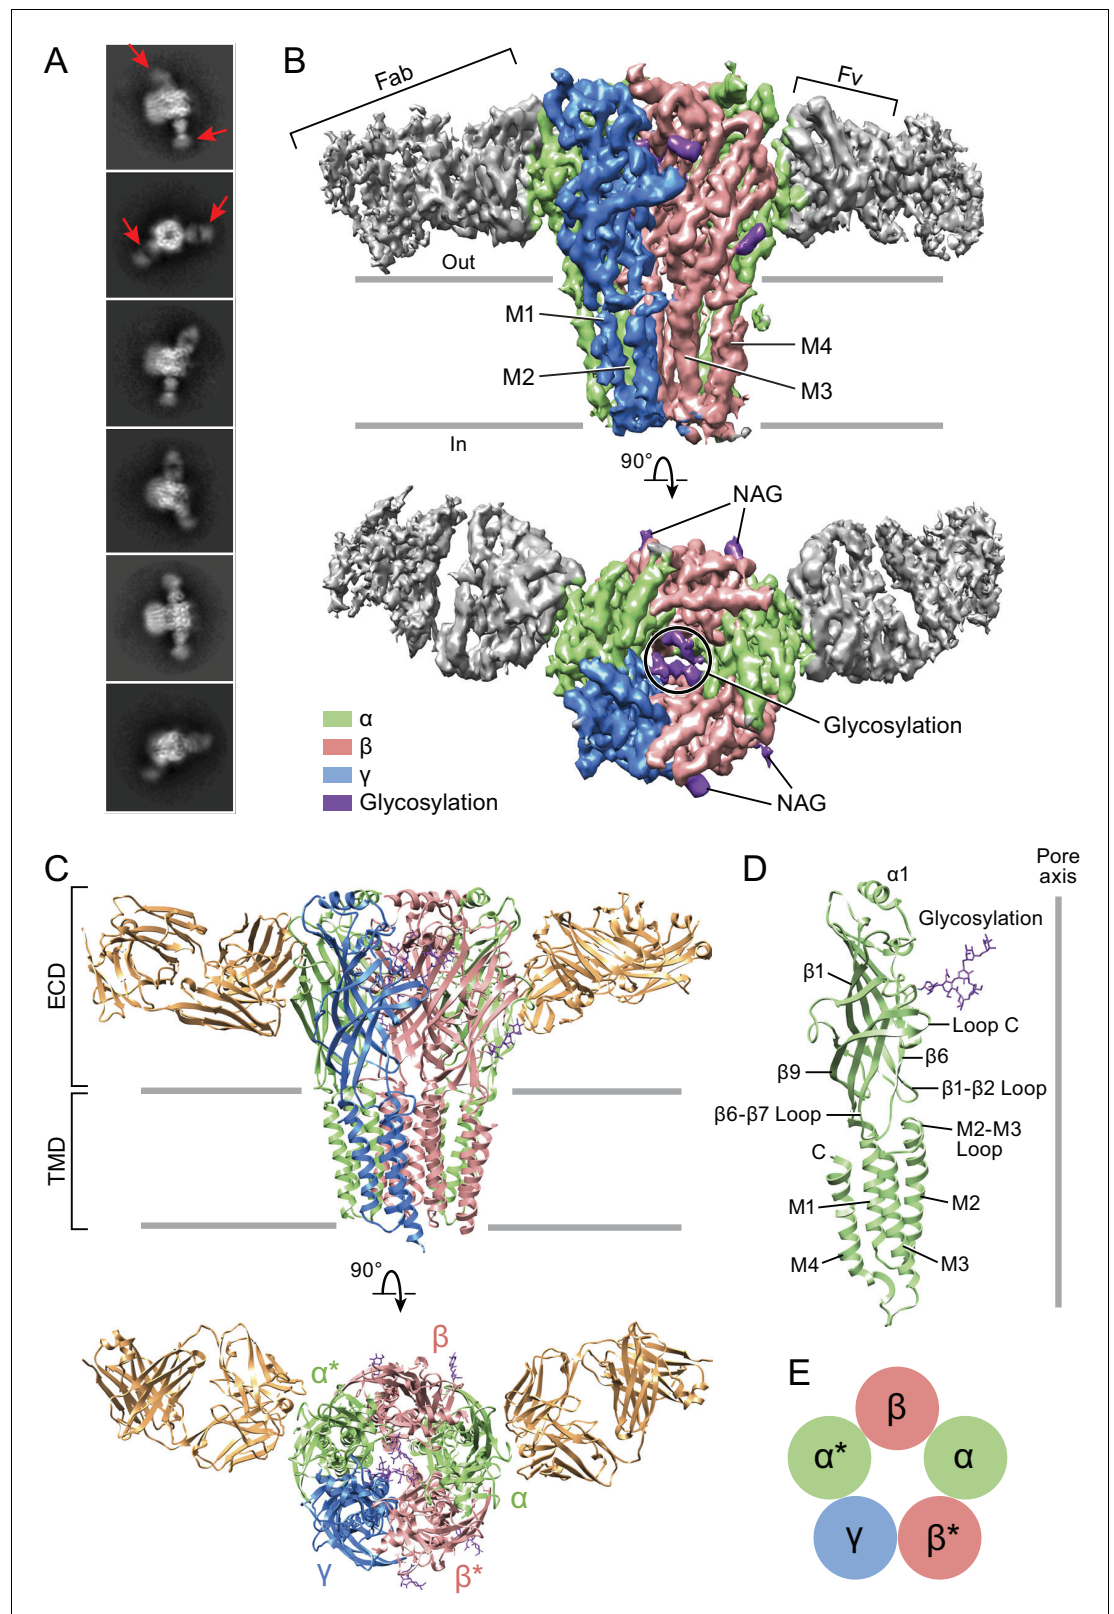 A
B
Fab
Fv
Out
M1
M2
M4
M3
In
90°
NAG
Glycosylation
NAG
α
β
γ
Glycosylation
C
ECD
TMD
90°
α*
β
α
γ
β*
D
Pore
axis
α1
Glycosylation
β1
Loop C
β6
β9
β1-β2 Loop
β6-β7 Loop
M2-M3
Loop
C
M1
M2
M4
M3
E
β
α*
α
γ
β*